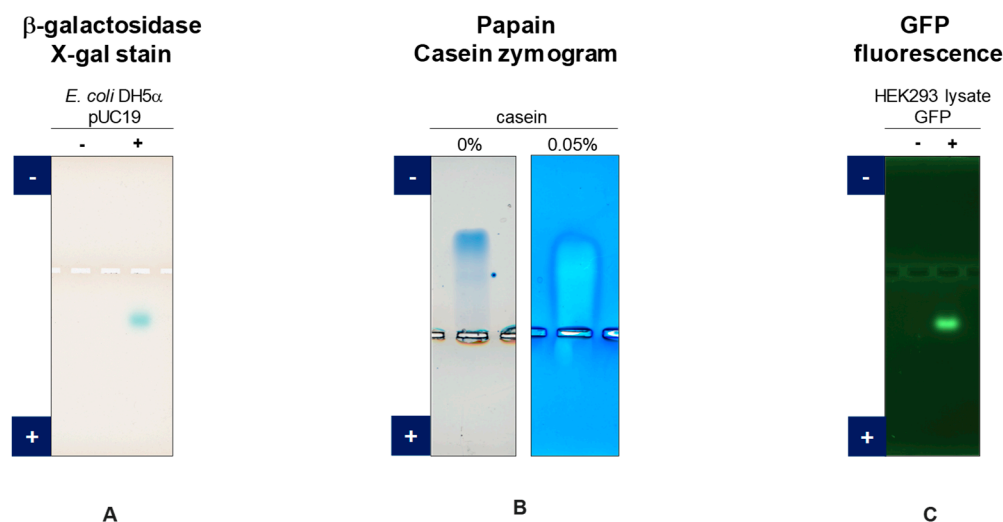 β-galactosidase
X-gal stain
E. coli DH5α
pUC19
- +
-
+
A
Papain
Casein zymogram
casein
0% 0.05%
-
+
B
GFP
fluorescence
HEK293 lysate
GFP
- +
-
+
C